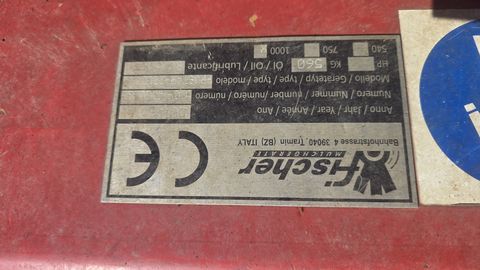 fischer
MULCHGERÄTE
Bahnhofstrasse 4 39040, Tramin (BZ) ITALY
CE
Anno / Jahr / Year / Année / Ano
Numero / Nummer / number / numéro / número
Modello / Gerätetyp / type / type / modelo
HP KG 560 Öl / Oil / Lubrificante
540 750 1000 X